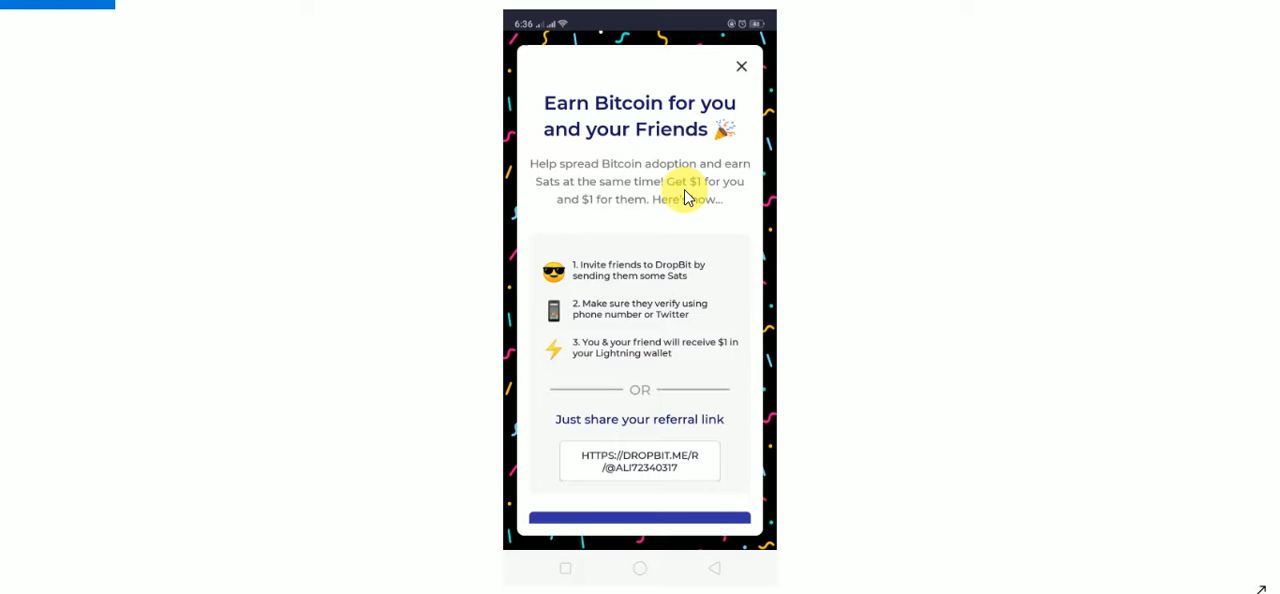 6:36
Earn Bitcoin for you
and your Friends 🎉
Help spread Bitcoin adoption and earn
Sats at the same time! Get $1 for you
and $1 for them. Here's how...
1. Invite friends to DropBit by
sending them some Sats
2. Make sure they verify using
phone number or Twitter
3. You & your friend will receive $1 in
your Lightning wallet
OR
Just share your referral link
HTTPS://DROPBIT.ME/R
/@ALI72340317